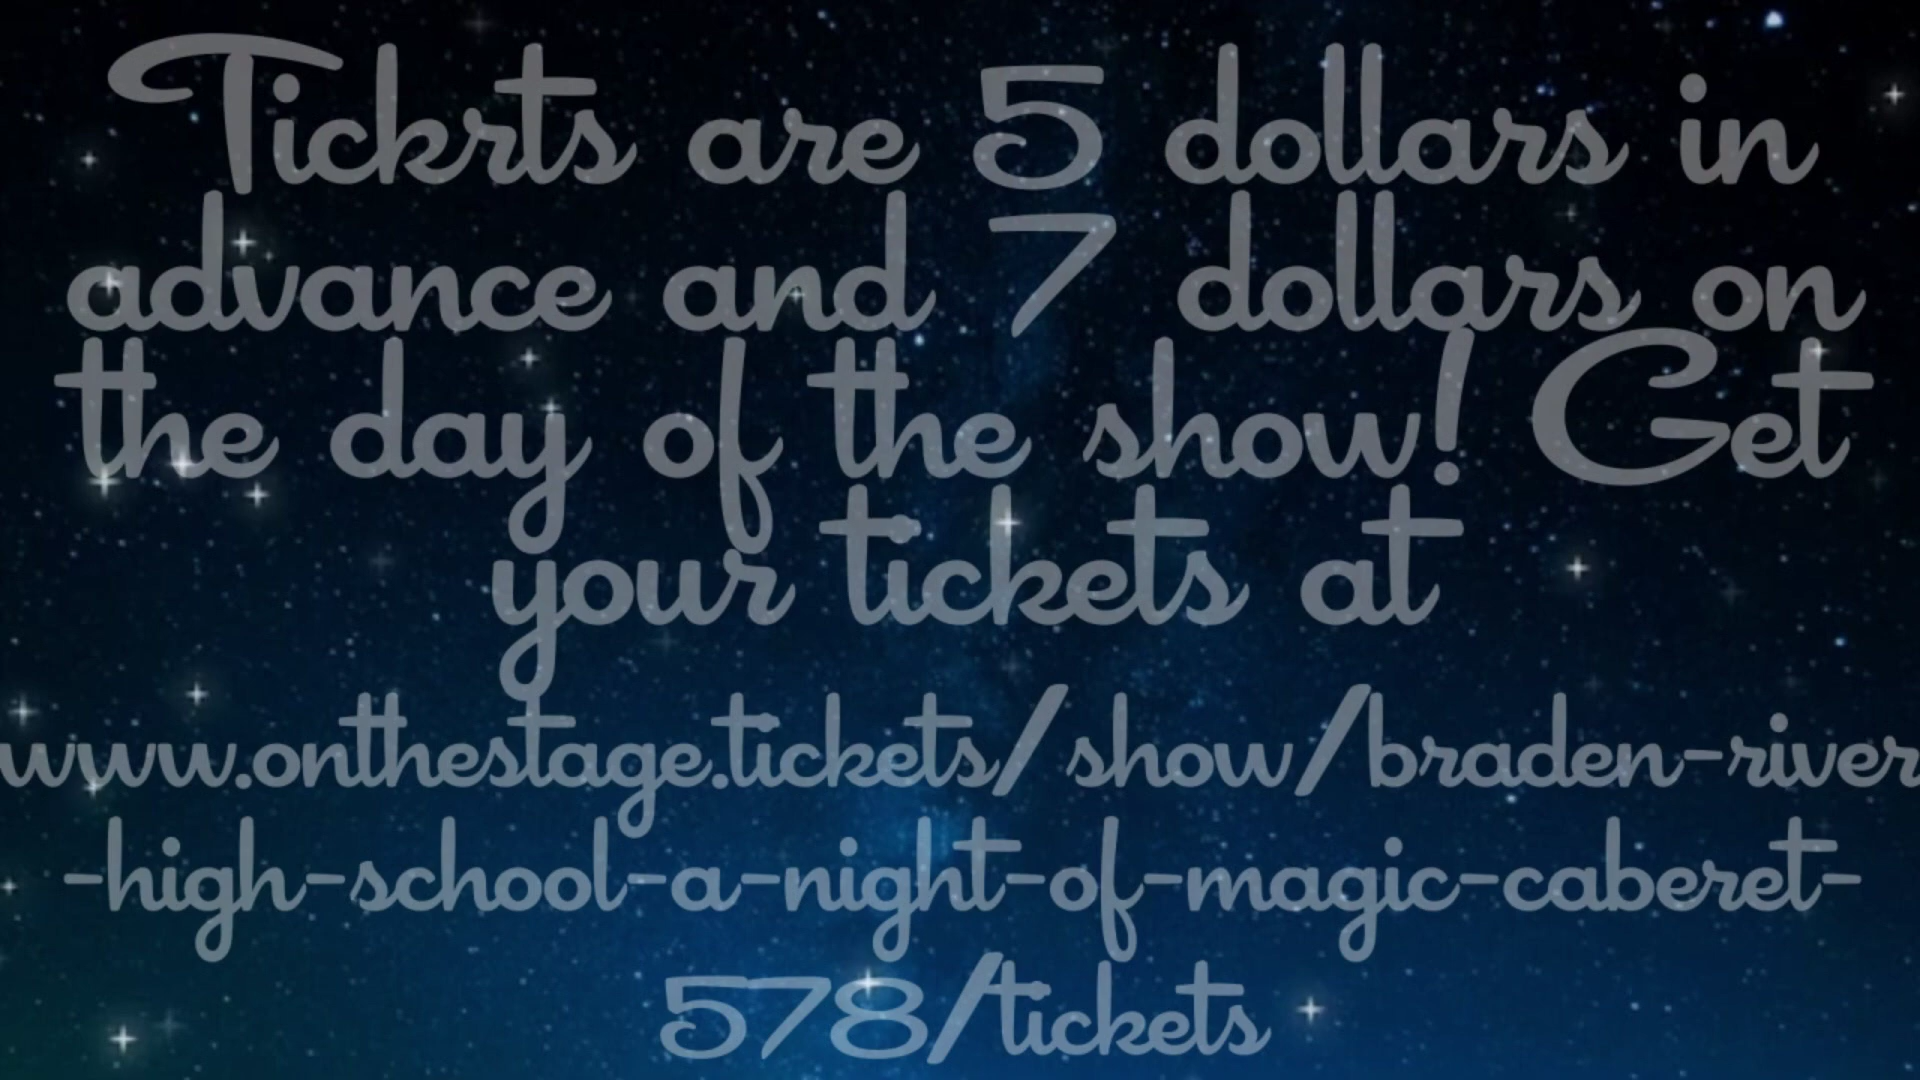 Tickrts are 5 dollars in
advance and 7 dollars on
the day of the show! Get
your tickets at
www.onthestage.tickets/show/braden-river
-high-school-a-night-of-magic-caberet-
578/tickets